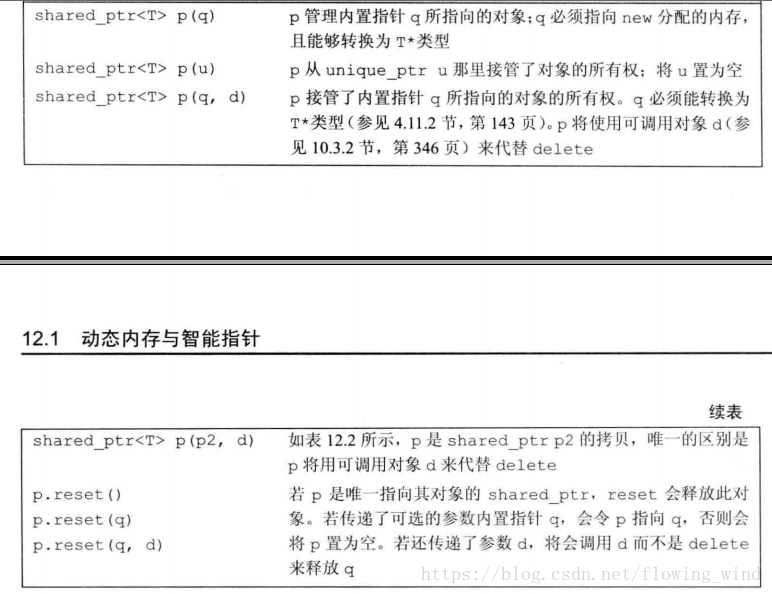 shared_ptr<T> p(q) p 管理内置指针 q 所指向的对象;q 必须指向 new 分配的内存,
且能够转换为 T*类型
shared_ptr<T> p(u) p 从 unique_ptr u 那里接管了对象的所有权;将 u 置为空
shared_ptr<T> p(q, d) p 接管了内置指针 q 所指向的对象的所有权。q 必须能转换为
T*类型(参见 4.11.2 节,第 143 页)。p 将使用可调用对象 d(参
见 10.3.2 节,第 346 页)来代替 delete
12.1 动态内存与智能指针
续表
shared_ptr<T> p(p2, d) 如表 12.2 所示,p 是 shared_ptr p2 的拷贝,唯一的区别是
p 将用可调用对象 d 来代替 delete
p.reset() 若 p 是唯一指向其对象的 shared_ptr,reset 会释放此对
p.reset(q) 象。若传递了可选的参数内置指针 q,会令 p 指向 q,否则会
p.reset(q, d) 将 p 置为空。若还传递了参数 d,将会调用 d 而不是 delete
来释放 q
https://blog.csdn.net/flowing_wind